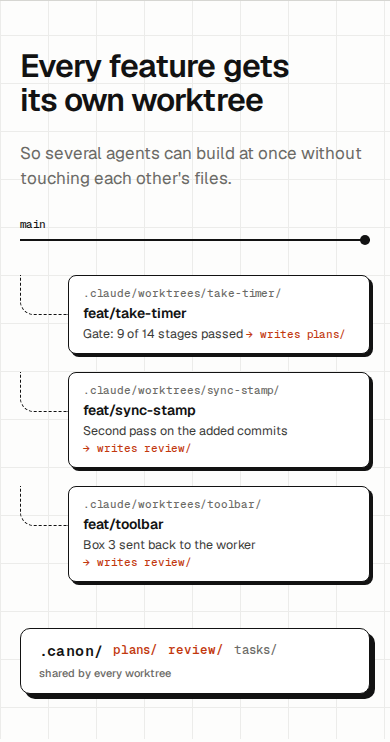 Every feature gets
its own worktree
So several agents can build at once without
touching each other's files.
main
.claude/worktrees/take-timer/
feat/take-timer
Gate: 9 of 14 stages passed → writes plans/
.claude/worktrees/sync-stamp/
feat/sync-stamp
Second pass on the added commits
→ writes review/
.claude/worktrees/toolbar/
feat/toolbar
Box 3 sent back to the worker
→ writes review/
.canon/ plans/ review/ tasks/
shared by every worktree